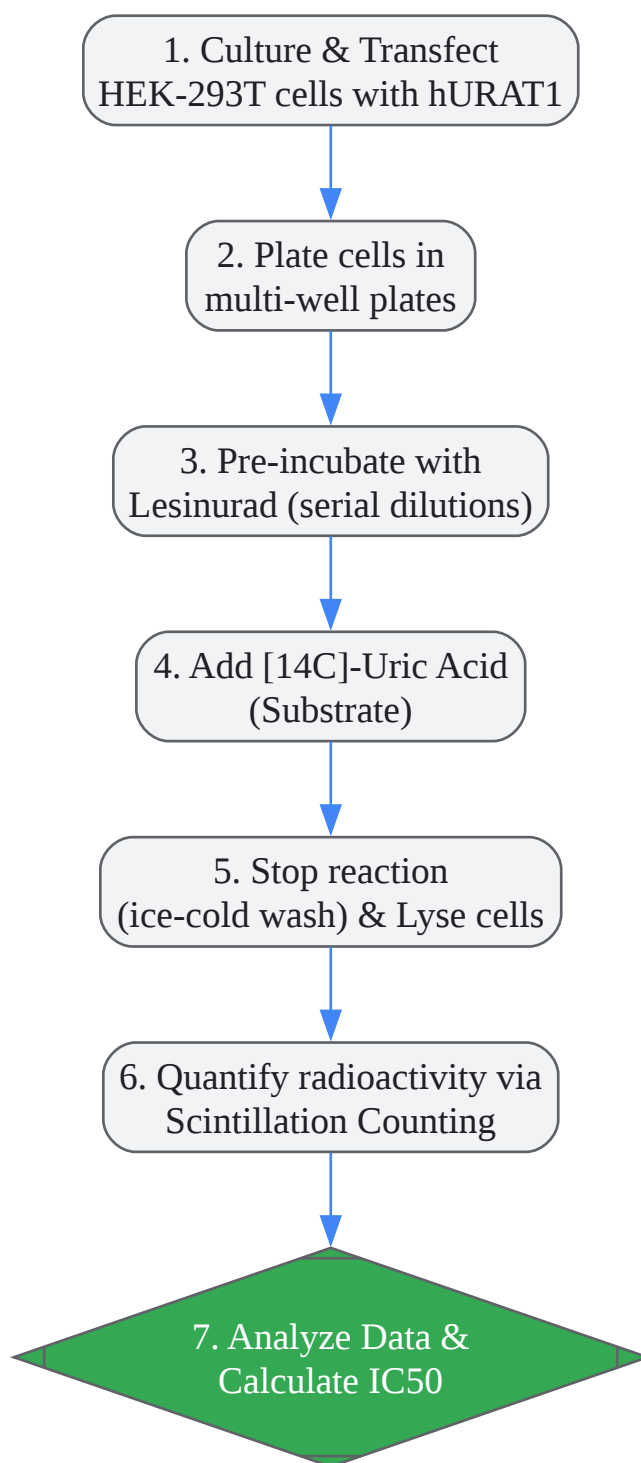 1. Culture & Transfect
HEK-293T cells with hURAT1
2. Plate cells in
multi-well plates
3. Pre-incubate with
Lesinurad (serial dilutions)
4. Add [14C]-Uric Acid
(Substrate)
5. Stop reaction
(ice-cold wash) & Lyse cells
6. Quantify radioactivity via
Scintillation Counting
7. Analyze Data &
Calculate IC50